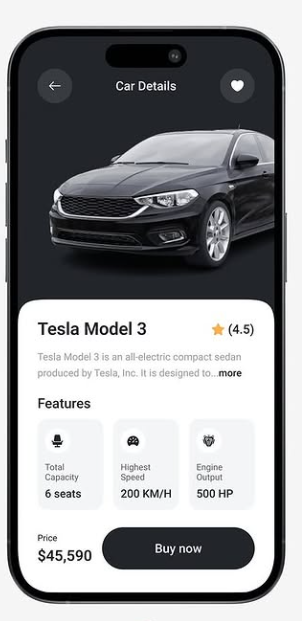 Car Details
Tesla Model 3
(4.5)
Tesla Model 3 is an all-electric compact sedan
produced by Tesla, Inc. It is designed to...more
Features
Total
Capacity
6 seats
Highest
Speed
200 KM/H
Engine
Output
500 HP
Price
$45,590
Buy now